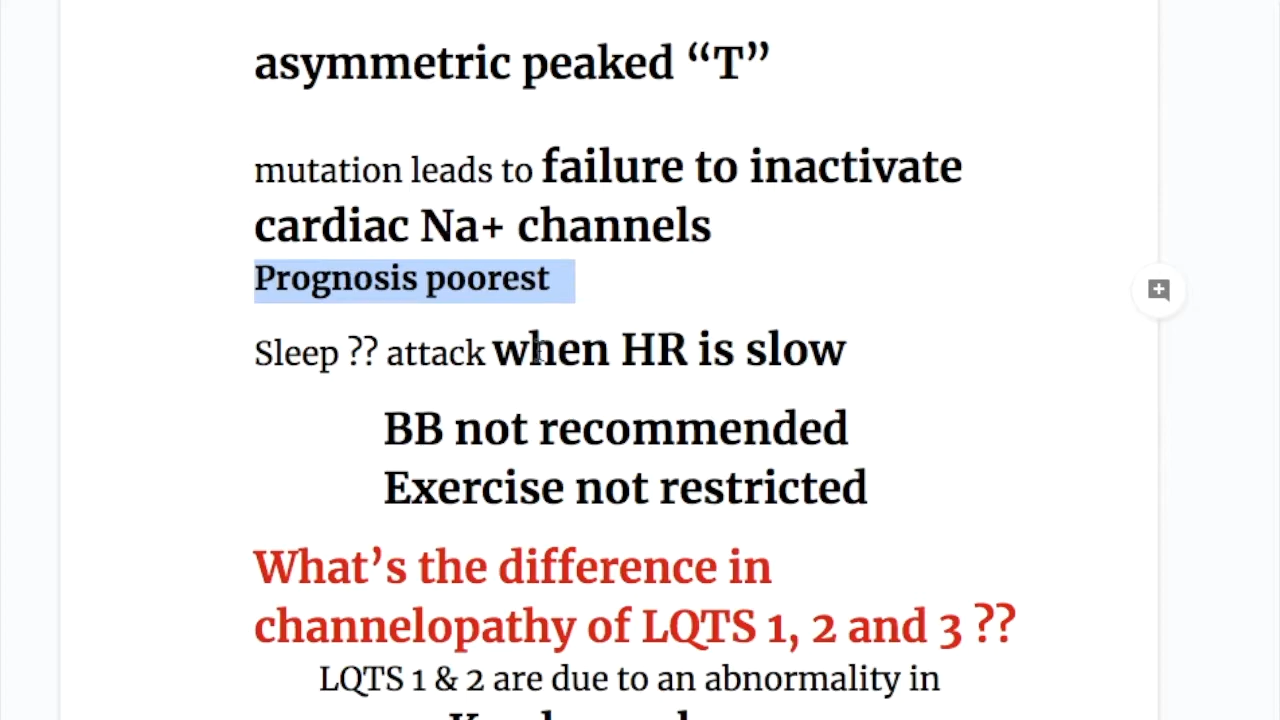 asymmetric peaked “T”
mutation leads to failure to inactivate
cardiac Na+ channels
Prognosis poorest
Sleep ?? attack when HR is slow
BB not recommended
Exercise not restricted
What’s the difference in
channelopathy of LQTS 1, 2 and 3 ??
LQTS 1 & 2 are due to an abnormality in